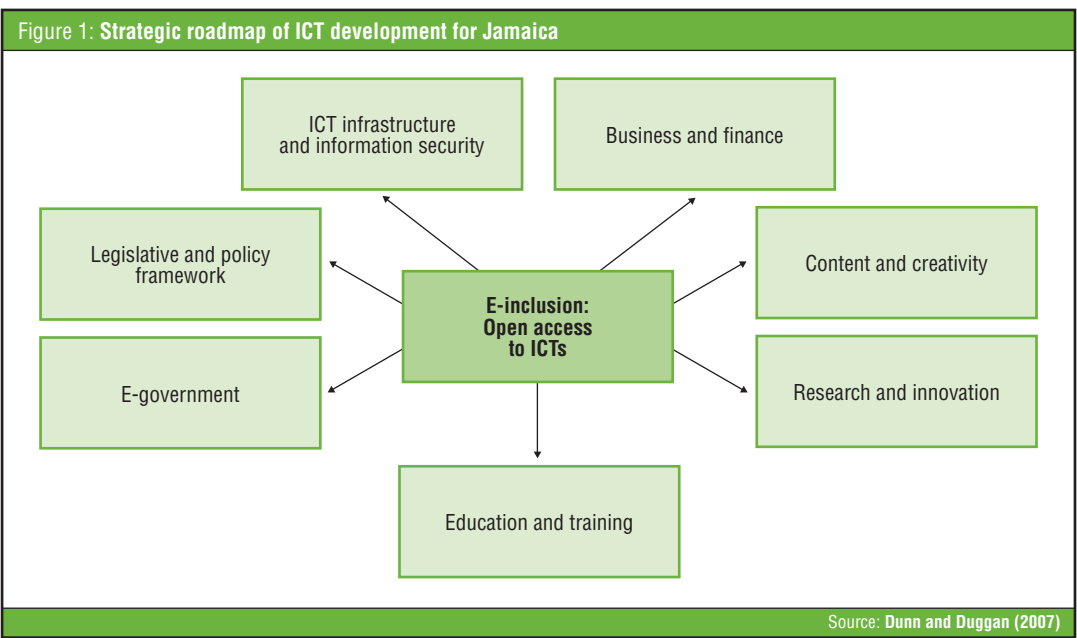 Figure 1: Strategic roadmap of ICT development for Jamaica
ICT infrastructure
and information security
Business and finance
Legislative and policy
framework
Content and creativity
E-inclusion:
Open access
to ICTs
E-government
Research and innovation
Education and training
Source: Dunn and Duggan (2007)